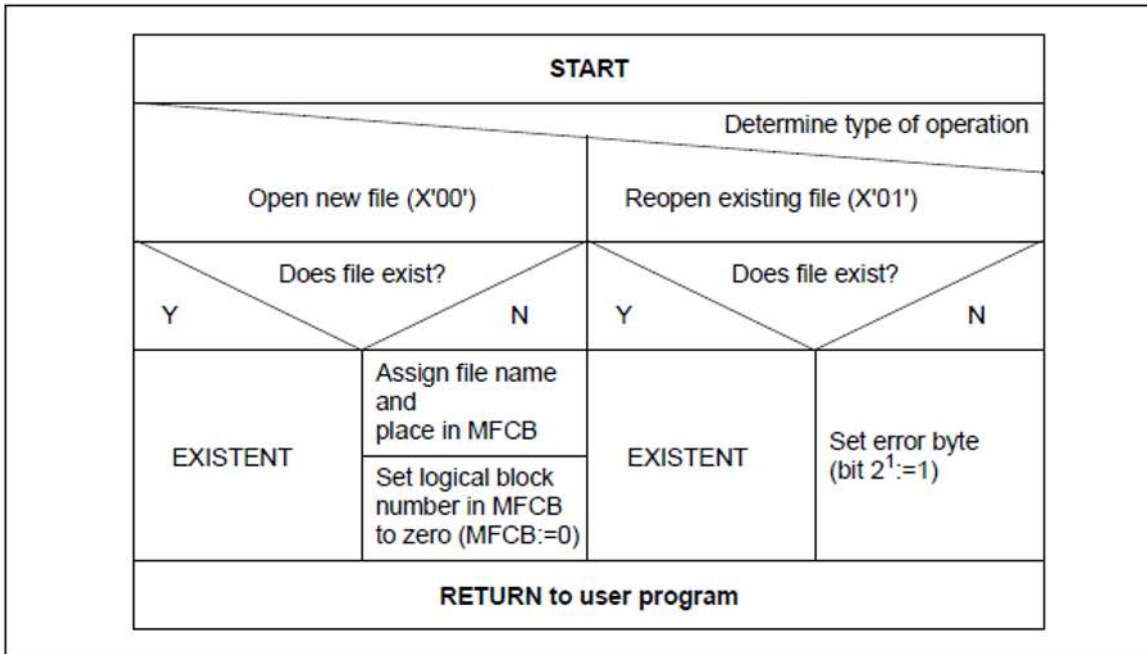 START
Determine type of operation
Open new file (X'00')
Reopen existing file (X'01')
Does file exist?
Y
N
Does file exist?
Y
N
EXISTENT
Assign file name
and
place in MFCB
Set logical block
number in MFCB
to zero (MFCB:=0)
EXISTENT
Set error byte
(bit 2¹:=1)
RETURN to user program